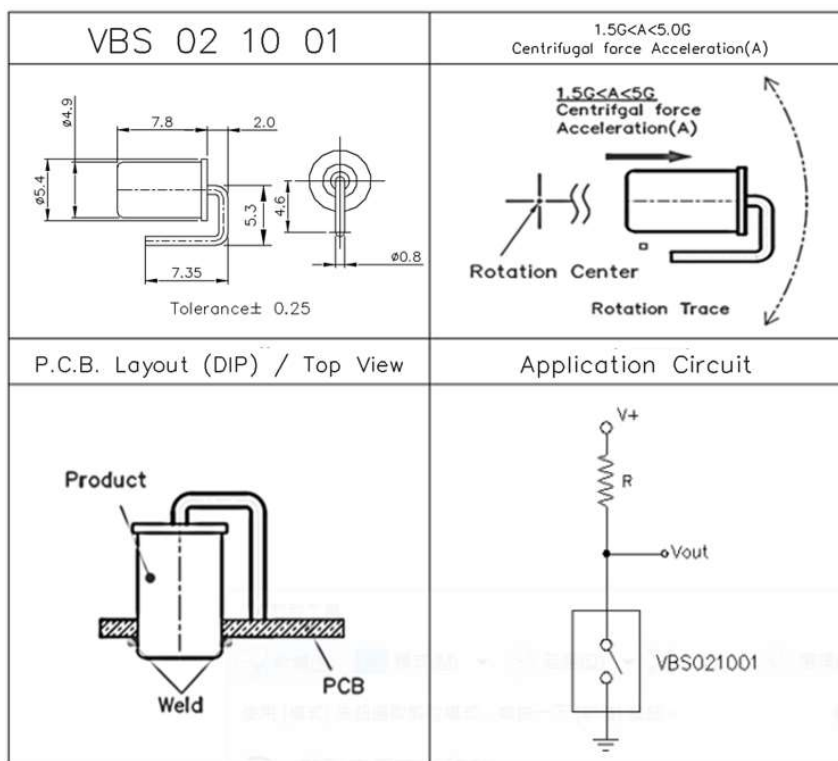 VBS 02 10 01
1.5G<A<5.0G
Centrifugal force Acceleration(A)
ø4.9
7.8
2.0
ø5.4
5.3
4.6
7.35
ø0.8
Tolerance± 0.25
1.5G<A<5G
Centrifgal force
Acceleration(A)
Rotation Center
Rotation Trace
P.C.B. Layout (DIP) / Top View
Application Circuit
Product
Weld
PCB
V+
R
Vout
VBS021001